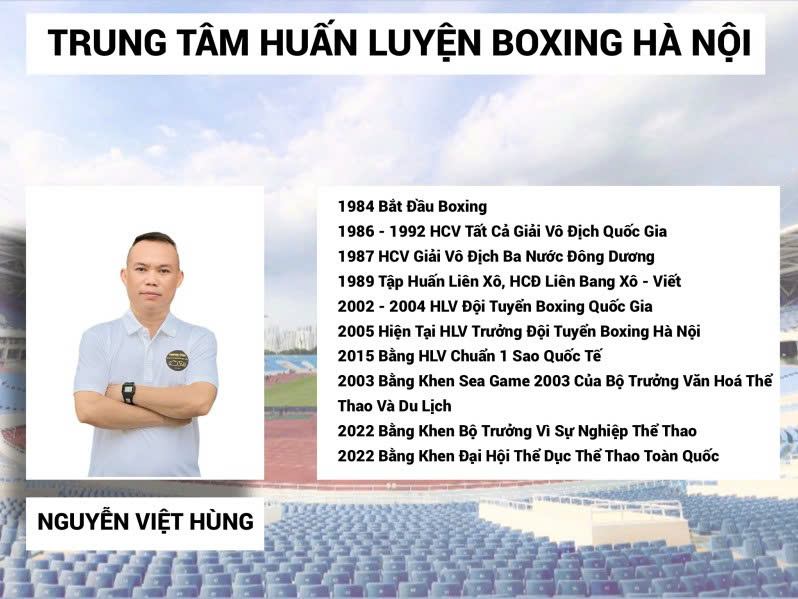 TRUNG TÂM HUẤN LUYỆN BOXING HÀ NỘI
1984 Bắt Đầu Boxing
1986 - 1992 HCV Tất Cả Giải Vô Địch Quốc Gia
1987 HCV Giải Vô Địch Ba Nước Đông Dương
1989 Tập Huấn Liên Xô, HCĐ Liên Bang Xô - Viết
2002 - 2004 HLV Đội Tuyển Boxing Quốc Gia
2005 Hiện Tại HLV Trưởng Đội Tuyển Boxing Hà Nội
2015 Bằng HLV Chuẩn 1 Sao Quốc Tế
2003 Bằng Khen Sea Game 2003 Của Bộ Trưởng Văn Hoá Thể
Thao Và Du Lịch
2022 Bằng Khen Bộ Trưởng Vì Sự Nghiệp Thể Thao
2022 Bằng Khen Đại Hội Thể Dục Thể Thao Toàn Quốc
NGUYỄN VIỆT HÙNG